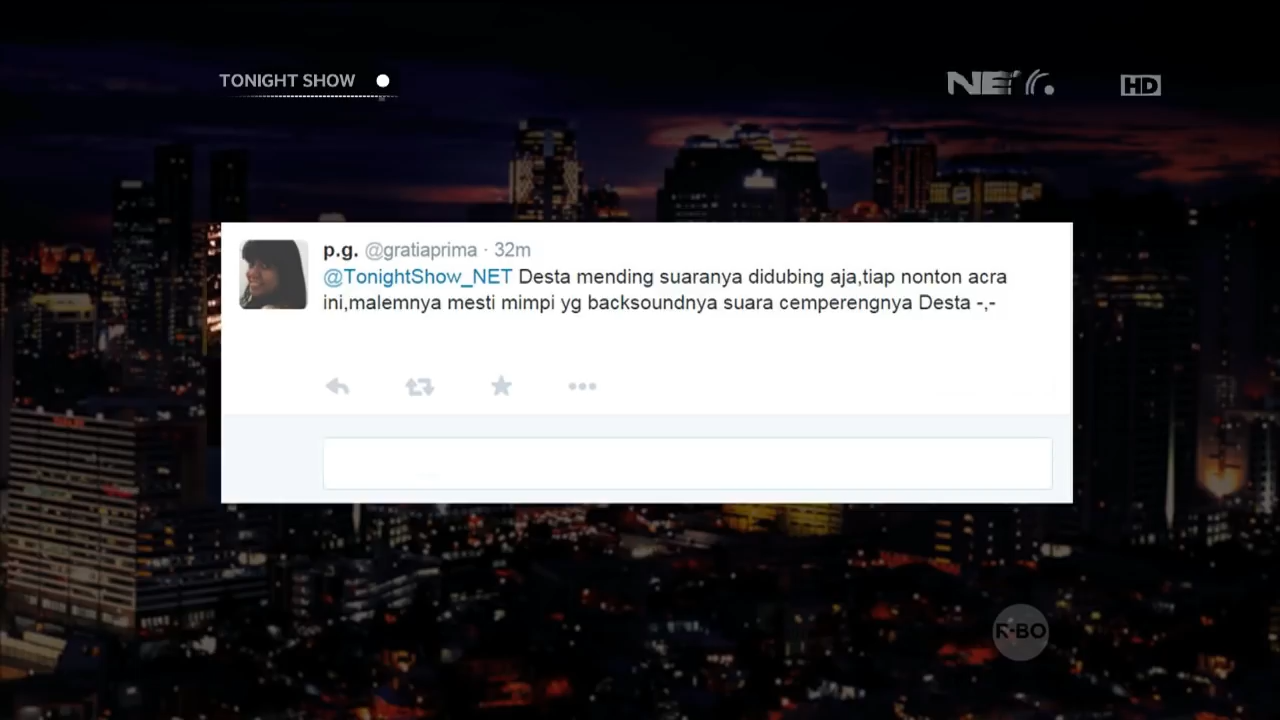 TONIGHT SHOW
NET.
HD
p.g. @gratiaprima · 32m
@TonightShow_NET Desta mending suaranya didubing aja,tiap nonton acra
ini,malemnya mesti mimpi yg backsoundnya suara cemperengnya Desta -,-
R-BO